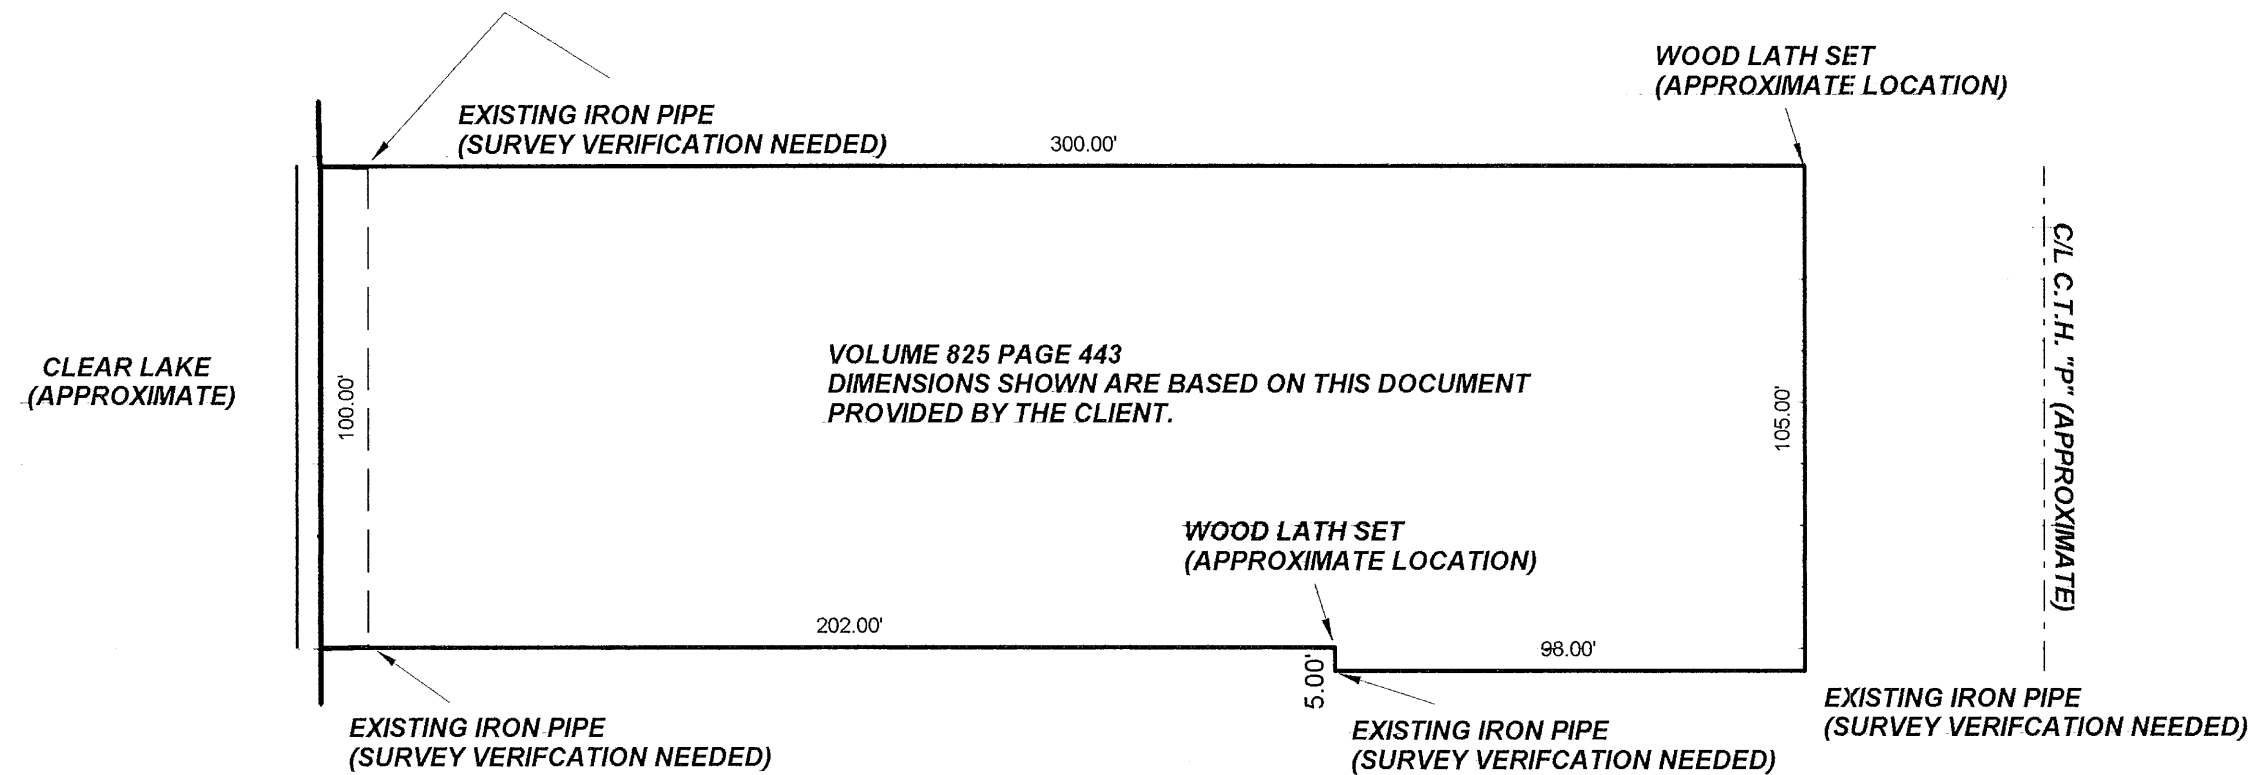 WOOD LATH SET
(APPROXIMATE LOCATION)
EXISTING IRON PIPE
(SURVEY VERIFICATION NEEDED)
300.00'
CLEAR LAKE
(APPROXIMATE)
100.00'
VOLUME 825 PAGE 443
DIMENSIONS SHOWN ARE BASED ON THIS DOCUMENT
PROVIDED BY THE CLIENT.
105.00'
C/L C.T.H. "P" (APPROXIMATE)
WOOD LATH SET
(APPROXIMATE LOCATION)
202.00'
98.00'
5.00'
EXISTING IRON PIPE
(SURVEY VERIFCATION NEEDED)
EXISTING IRON PIPE
(SURVEY VERIFCATION NEEDED)
EXISTING IRON PIPE
(SURVEY VERIFCATION NEEDED)